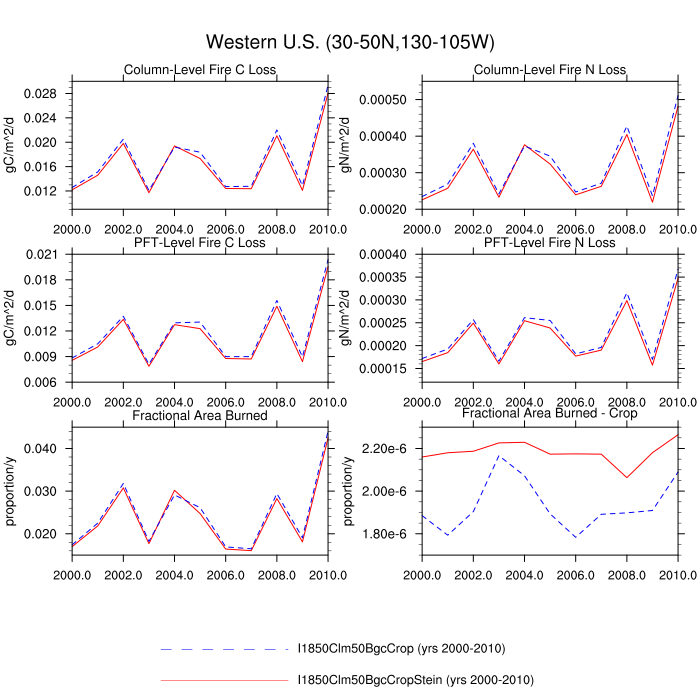 Western U.S. (30-50N,130-105W)
Column-Level Fire C Loss
gC/m^2/d
0.028
0.024
0.020
0.016
0.012
2000.0 2002.0 2004.0 2006.0 2008.0 2010.0
Column-Level Fire N Loss
gN/m^2/d
0.00050
0.00040
0.00030
0.00020
2000.0 2002.0 2004.0 2006.0 2008.0 2010.0
PFT-Level Fire C Loss
gC/m^2/d
0.021
0.018
0.015
0.012
0.009
0.006
2000.0 2002.0 2004.0 2006.0 2008.0 2010.0
PFT-Level Fire N Loss
gN/m^2/d
0.00040
0.00035
0.00030
0.00025
0.00020
0.00015
2000.0 2002.0 2004.0 2006.0 2008.0 2010.0
Fractional Area Burned
proportion/y
0.040
0.030
0.020
2000.0 2002.0 2004.0 2006.0 2008.0 2010.0
Fractional Area Burned - Crop
proportion/y
2.20e-6
2.00e-6
1.80e-6
2000.0 2002.0 2004.0 2006.0 2008.0 2010.0
I1850Clm50BgcCrop (yrs 2000-2010)
I1850Clm50BgcCropStein (yrs 2000-2010)